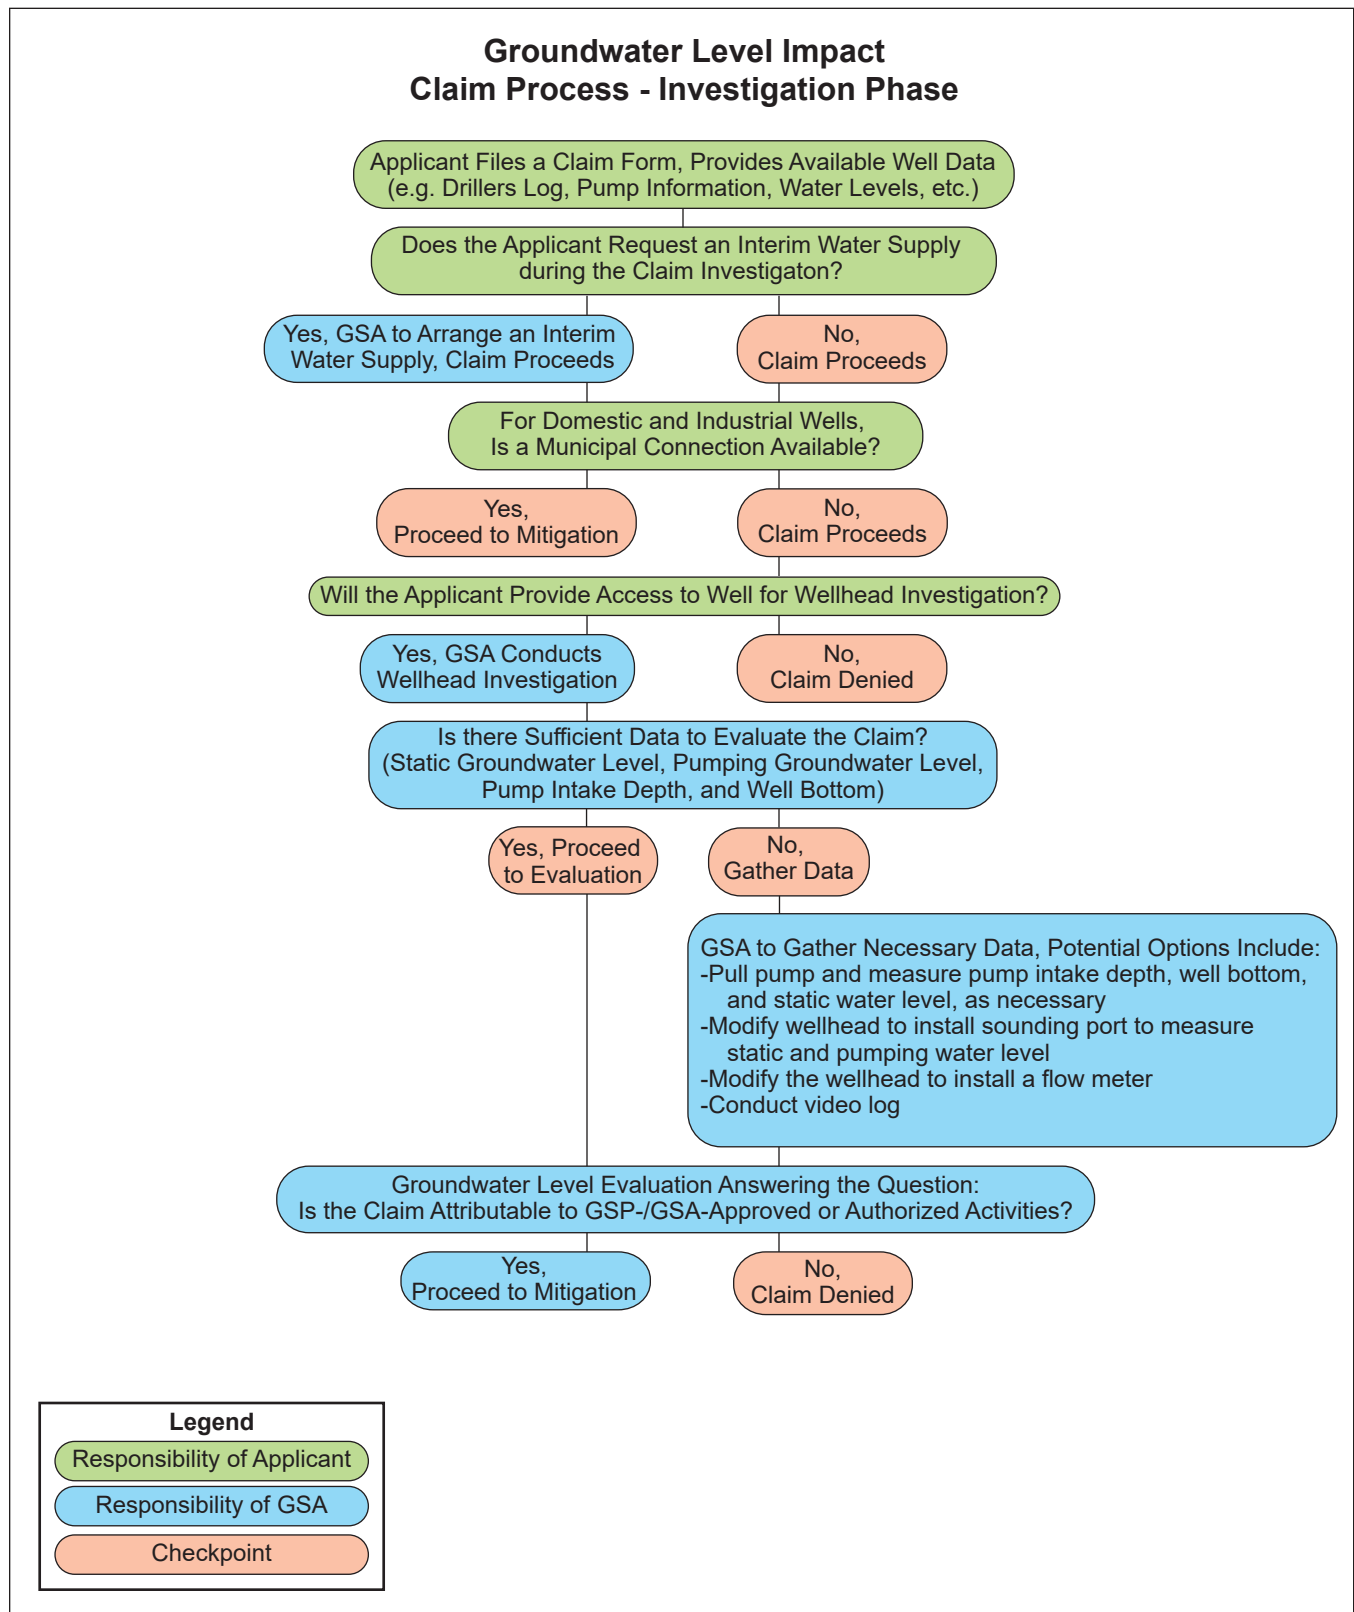 Groundwater Level Impact
Claim Process - Investigation Phase
Applicant Files a Claim Form, Provides Available Well Data
(e.g. Drillers Log, Pump Information, Water Levels, etc.)
Does the Applicant Request an Interim Water Supply
during the Claim Investigaton?
Yes, GSA to Arrange an Interim
Water Supply, Claim Proceeds
No,
Claim Proceeds
For Domestic and Industrial Wells,
Is a Municipal Connection Available?
Yes,
Proceed to Mitigation
No,
Claim Proceeds
Will the Applicant Provide Access to Well for Wellhead Investigation?
Yes, GSA Conducts
Wellhead Investigation
No,
Claim Denied
Is there Sufficient Data to Evaluate the Claim?
(Static Groundwater Level, Pumping Groundwater Level,
Pump Intake Depth, and Well Bottom)
Yes, Proceed
to Evaluation
No,
Gather Data
GSA to Gather Necessary Data, Potential Options Include:
-Pull pump and measure pump intake depth, well bottom,
and static water level, as necessary
-Modify wellhead to install sounding port to measure
static and pumping water level
-Modify the wellhead to install a flow meter
-Conduct video log
Groundwater Level Evaluation Answering the Question:
Is the Claim Attributable to GSP-/GSA-Approved or Authorized Activities?
Yes,
Proceed to Mitigation
No,
Claim Denied
Legend
Responsibility of Applicant
Responsibility of GSA
Checkpoint